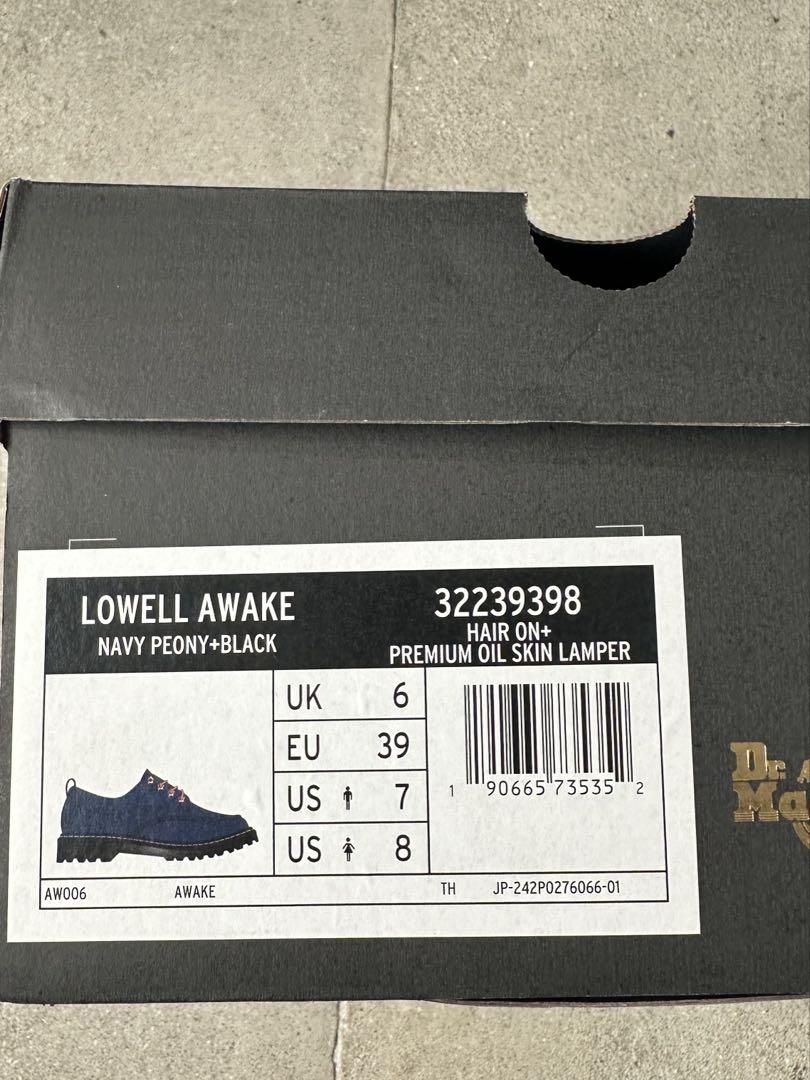 LOWELL AWAKE
NAVY PEONY+BLACK
32239398
HAIR ON+
PREMIUM OIL SKIN LAMPER
UK 6
EU 39
US 7
US 8
1 90665 73535 2
AW006 AWAKE TH JP-242P0276066-01
Dr.